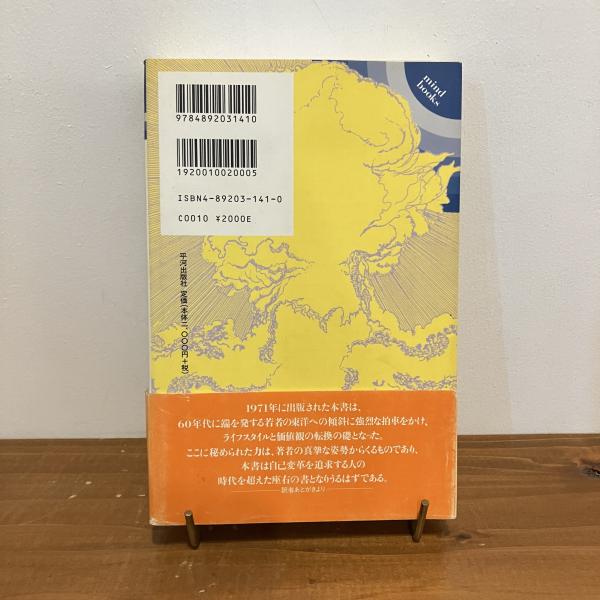 mind
books
9784892031410
1920010020005
ISBN4-89203-141-0
C0010 ¥2000E
平河出版社 定価(本体二、〇〇〇円+税)
1971年に出版された本書は、
60年代に端を発する若者の東洋への傾斜に強烈な拍車をかけ、
ライフスタイルと価値観の転換の礎となった。
ここに秘められた力は、著者の真摯な姿勢からくるものであり、
本書は自己変革を追求する人の
時代を超えた座右の書となりうるはずである。
訳者あとがきより